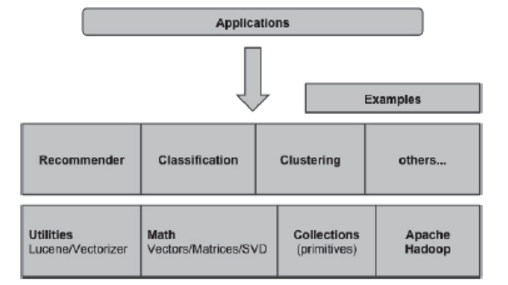 Applications
Examples
Recommender
Classification
Clustering
others...
Utilities
Lucene/Vectorizer
Math
Vectors/Matrices/SVD
Collections
(primitives)
Apache
Hadoop